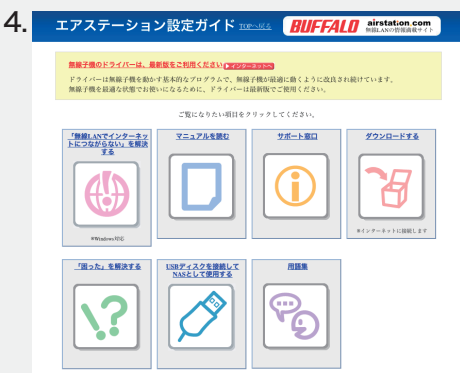 4.
エアステーション設定ガイド TOPへ戻る BUFFALO airstation.com
無線LANの情報満載サイト
無線子機のドライバーは、最新版をご利用ください ▶インターネットへ
ドライバーは無線子機を動かす基本的なプログラムで、無線子機が最適に動くように改良され続けています。
無線子機を最適な状態でお使いになるために、ドライバーは最新版でご使用ください。
ご覧になりたい項目をクリックしてください。
「無線LANでインターネッ
トにつながらない」を解決
する
※Windows対応
マニュアルを読む
サポート窓口
ダウンロードする
※インターネットに接続します
「困った」を解決する
USBディスクを接続して
NASとして使用する
用語集